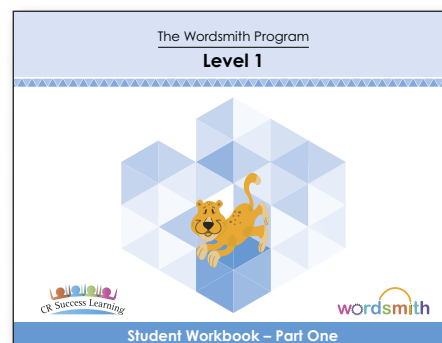 The Wordsmith Program
Level 1
CR Success Learning
wordsmith
Student Workbook – Part One